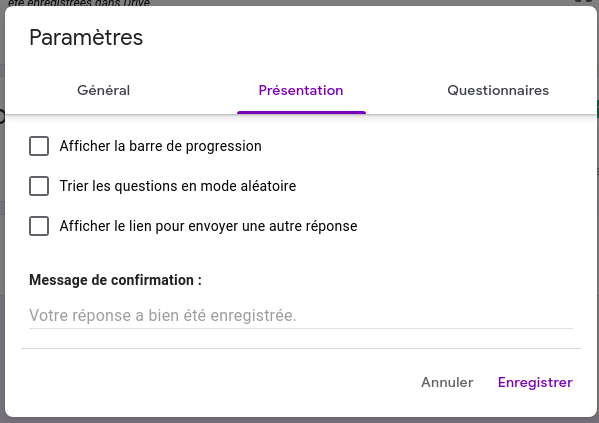 été enregistrées dans Drive
Paramètres
Général
Présentation
Questionnaires
Afficher la barre de progression
Trier les questions en mode aléatoire
Afficher le lien pour envoyer une autre réponse
Message de confirmation :
Votre réponse a bien été enregistrée.
Annuler
Enregistrer